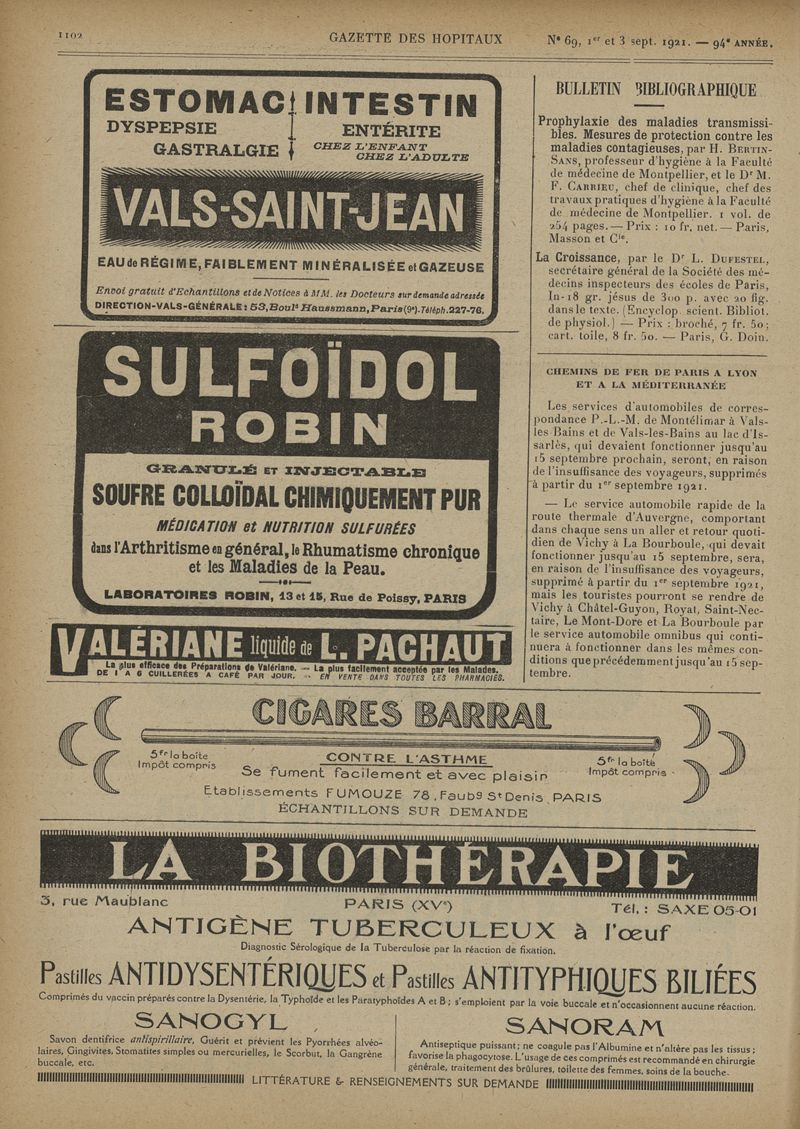 1102
GAZETTE DES HOPITAUX
N° 69, 1er et 3 sept. 1921. — 94e ANNÉE.
ESTOMAC INTESTIN
DYSPEPSIE ENTÉRITE
GASTRALGIE CHEZ L'ENFANT
CHEZ L'ADULTE
VALS-SAINT-JEAN
EAU de RÉGIME, FAIBLEMENT MINÉRALISÉE et GAZEUSE
Envoi gratuit d'Echantillons et de Notices à MM. les Docteurs sur demande adressée
DIRECTION-VALS-GÉNÉRALE: 53, Boulᵈ Haussmann, Paris (9ᵉ). Téléph. 227-76.
SULFOÏDOL
ROBIN
GRANULÉ ET INJECTABLE
SOUFRE COLLOÏDAL CHIMIQUEMENT PUR
MÉDICATION et NUTRITION SULFURÉES
dans l'Arthritisme en général, le Rhumatisme chronique
et les Maladies de la Peau.
LABORATOIRES ROBIN, 13 et 15, Rue de Poissy, PARIS
VALÉRIANE liquide de L. PACHAUT
La plus efficace des Préparations de Valériane. — La plus facilement acceptée par les Malades.
DE 1 A 6 CUILLERÉES A CAFÉ PAR JOUR. — EN VENTE DANS TOUTES LES PHARMACIES.
BULLETIN BIBLIOGRAPHIQUE
Prophylaxie des maladies transmissi-
bles. Mesures de protection contre les
maladies contagieuses, par H. BERTIN-
SANS, professeur d'hygiène à la Faculté
de médecine de Montpellier, et le Dr M.
F. CARRIEU, chef de clinique, chef des
travaux pratiques d'hygiène à la Faculté
de médecine de Montpellier. 1 vol. de
254 pages. — Prix : 10 fr. net. — Paris,
Masson et Cie.
La Croissance, par le Dr L. DUFESTEL,
secrétaire général de la Société des mé-
decins inspecteurs des écoles de Paris,
In-18 gr. jésus de 300 p. avec 20 fig.
dans le texte. (Encyclop. scient. Bibliot.
de physiol.) — Prix : broché, 7 fr. 50;
cart. toile, 8 fr. 50. — Paris, G. Doin.
CHEMINS DE FER DE PARIS A LYON
ET A LA MÉDITERRANÉE
Les services d'automobiles de corres-
pondance P.-L.-M. de Montélimar à Vals-
les Bains et de Vals-les-Bains au lac d'Is-
sarlès, qui devaient fonctionner jusqu'au
15 septembre prochain, seront, en raison
de l'insuffisance des voyageurs, supprimés
à partir du 1er septembre 1921.
— Le service automobile rapide de la
route thermale d'Auvergne, comportant
dans chaque sens un aller et retour quoti-
dien de Vichy à La Bourboule, qui devait
fonctionner jusqu'au 15 septembre, sera,
en raison de l'insuffisance des voyageurs,
supprimé à partir du 1er septembre 1921,
mais les touristes pourront se rendre de
Vichy à Châtel-Guyon, Royat, Saint-Nec-
taire, Le Mont-Dore et La Bourboule par
le service automobile omnibus qui conti-
nuera à fonctionner dans les mêmes con-
ditions que précédemment jusqu'au 15 sep-
tembre.
CIGARES BARRAL
5fr la boîte
Impôt compris
CONTRE L'ASTHME
Se fument facilement et avec plaisir
5fr la boîte
Impôt compris
Etablissements FUMOUZE 78, Faubg St Denis PARIS
ÉCHANTILLONS SUR DEMANDE
LA BIOTHÉRAPIE
3, rue Maublanc PARIS (XVe) Tél. : SAXE 05-01
ANTIGÈNE TUBERCULEUX à l'œuf
Diagnostic Sérologique de la Tuberculose par la réaction de fixation.
Pastilles ANTIDYSENTÉRIQUES et Pastilles ANTITYPHIQUES BILIÉES
Comprimés du vaccin préparés contre la Dysentérie, la Typhoïde et les Paratyphoïdes A et B; s'emploient par la voie buccale et n'occasionnent aucune réaction.
SANOGYL
Savon dentifrice antispirillaire, Guérit et prévient les Pyorrhées alvéo-
laires, Gingivites, Stomatites simples ou mercurielles, le Scorbut, la Gangrène
buccale, etc.
SANORAM
Antiseptique puissant; ne coagule pas l'Albumine et n'altère pas les tissus;
favorise la phagocytose. L'usage de ces comprimés est recommandé en chirurgie
générale, traitement des brûlures, toilette des femmes, soins de la bouche.
LITTÉRATURE & RENSEIGNEMENTS SUR DEMANDE